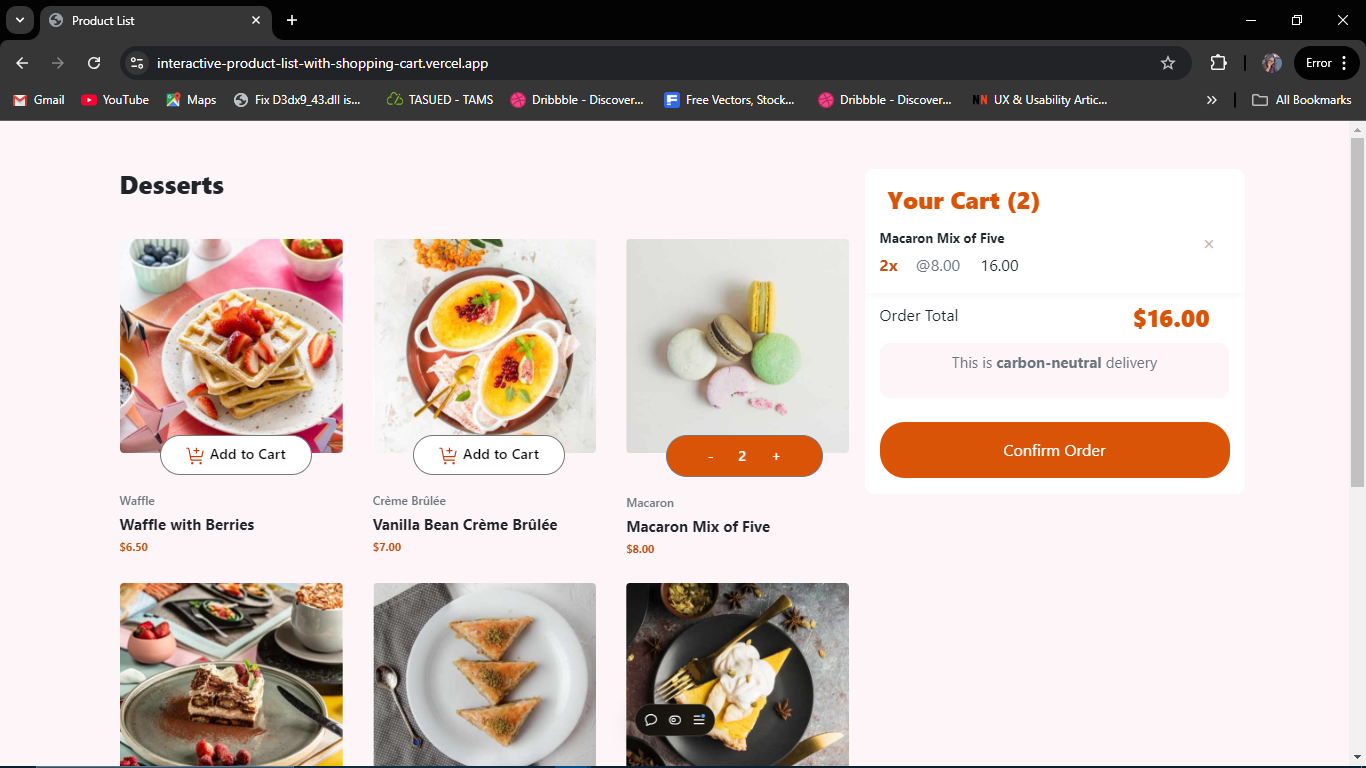 Product List
interactive-product-list-with-shopping-cart.vercel.app
Error
Gmail
YouTube
Maps
Fix D3dx9_43.dll is...
TASUED - TAMS
Dribbble - Discover...
Free Vectors, Stock...
Dribbble - Discover...
NN UX & Usability Artic...
All Bookmarks
Desserts
Add to Cart
Waffle
Waffle with Berries
$6.50
Add to Cart
Crème Brûlée
Vanilla Bean Crème Brûlée
$7.00
- 2 +
Macaron
Macaron Mix of Five
$8.00
Your Cart (2)
Macaron Mix of Five
2x @8.00 16.00
Order Total $16.00
This is carbon-neutral delivery
Confirm Order